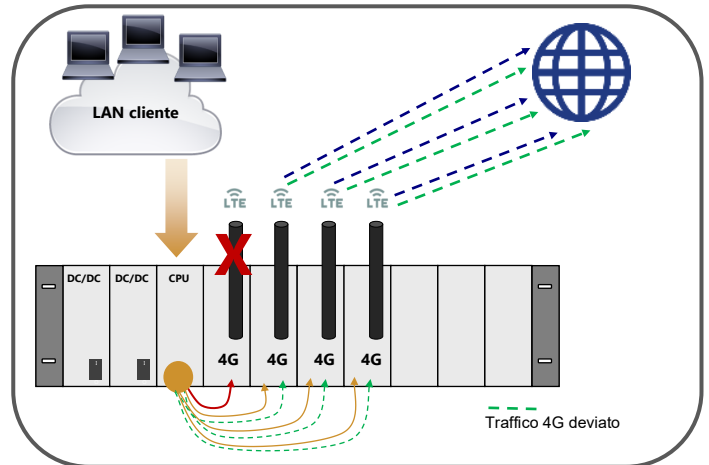 LAN cliente
LTE LTE LTE LTE
DC/DC DC/DC CPU
X
4G 4G 4G 4G
Traffico 4G deviato